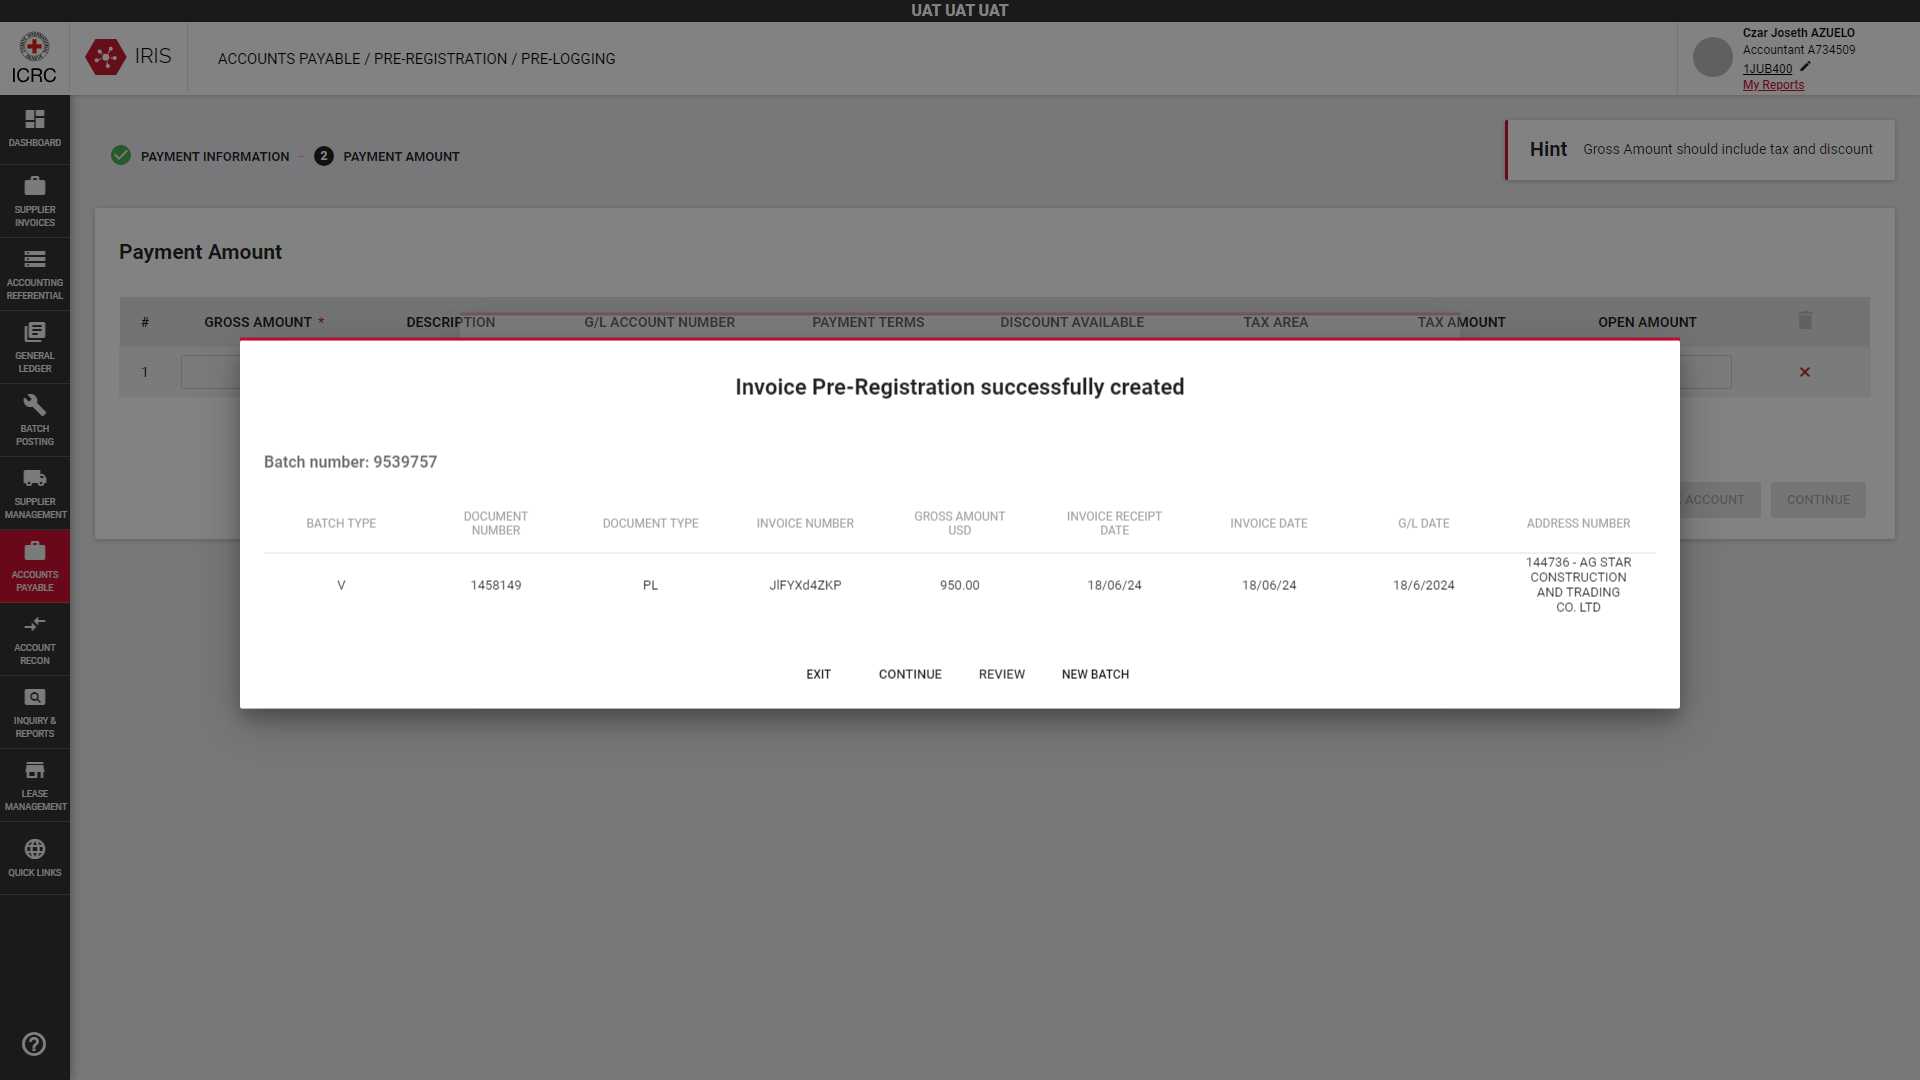 UAT UAT UAT
ICRC
IRIS
ACCOUNTS PAYABLE / PRE-REGISTRATION / PRE-LOGGING
Czar Joseth AZUELO
Accountant A734509
1JUB400
My Reports
DASHBOARD
SUPPLIER
INVOICES
ACCOUNTING
REFERENTIAL
GENERAL
LEDGER
BATCH
POSTING
SUPPLIER
MANAGEMENT
ACCOUNTS
PAYABLE
ACCOUNT
RECON
INQUIRY &
REPORTS
LEASE
MANAGEMENT
QUICK LINKS
PAYMENT INFORMATION
2 PAYMENT AMOUNT
Hint Gross Amount should include tax and discount
Payment Amount
# GROSS AMOUNT * DESCRIPTION G/L ACCOUNT NUMBER PAYMENT TERMS DISCOUNT AVAILABLE TAX AREA TAX AMOUNT OPEN AMOUNT
1
ACCOUNT
CONTINUE
Invoice Pre-Registration successfully created
Batch number: 9539757
BATCH TYPE
DOCUMENT
NUMBER
DOCUMENT TYPE
INVOICE NUMBER
GROSS AMOUNT
USD
INVOICE RECEIPT
DATE
INVOICE DATE
G/L DATE
ADDRESS NUMBER
V
1458149
PL
JlFYXd4ZKP
950.00
18/06/24
18/06/24
18/6/2024
144736 - AG STAR
CONSTRUCTION
AND TRADING
CO. LTD
EXIT CONTINUE REVIEW NEW BATCH